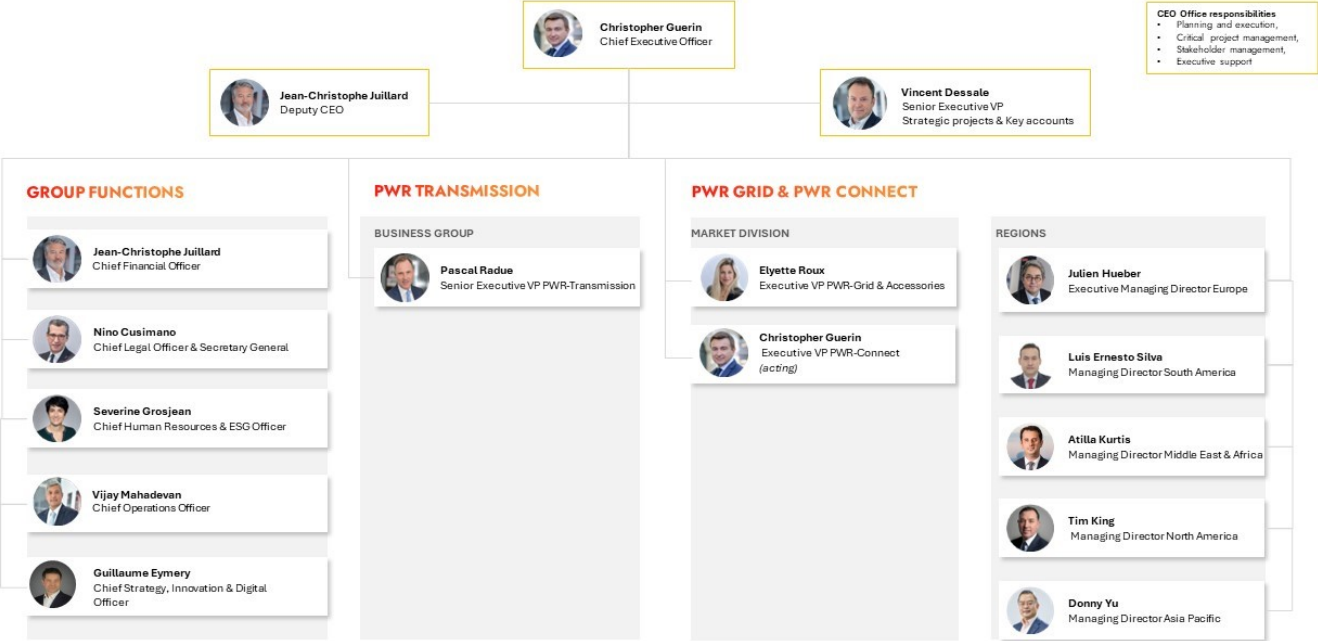 Christopher Guerin
Chief Executive Officer
CEO Office responsibilities
• Planning and execution,
• Critical project management,
• Stakeholder management,
• Executive support
Jean-Christophe Juillard
Deputy CEO
Vincent Dessale
Senior Executive VP
Strategic projects & Key accounts
GROUP FUNCTIONS
Jean-Christophe Juillard
Chief Financial Officer
Nino Cusimano
Chief Legal Officer & Secretary General
Severine Grosjean
Chief Human Resources & ESG Officer
Vijay Mahadevan
Chief Operations Officer
Guillaume Eymery
Chief Strategy, Innovation & Digital
Officer
PWR TRANSMISSION
BUSINESS GROUP
Pascal Radue
Senior Executive VP PWR-Transmission
PWR GRID & PWR CONNECT
MARKET DIVISION
Elyette Roux
Executive VP PWR-Grid & Accessories
Christopher Guerin
Executive VP PWR-Connect
(acting)
REGIONS
Julien Hueber
Executive Managing Director Europe
Luis Ernesto Silva
Managing Director South America
Atilla Kurtis
Managing Director Middle East & Africa
Tim King
Managing Director North America
Donny Yu
Managing Director Asia Pacific